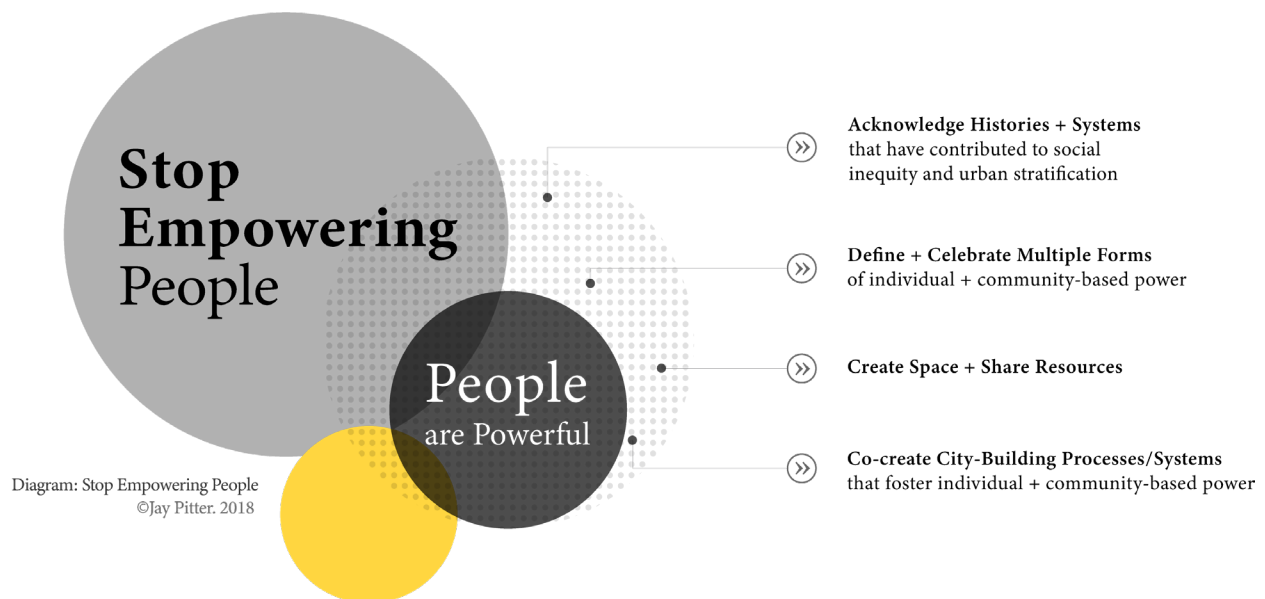 Stop
Empowering
People
People
are Powerful
Acknowledge Histories + Systems
that have contributed to social
inequity and urban stratification
Define + Celebrate Multiple Forms
of individual + community-based power
Create Space + Share Resources
Co-create City-Building Processes/Systems
that foster individual + community-based power
Diagram: Stop Empowering People
©Jay Pitter. 2018